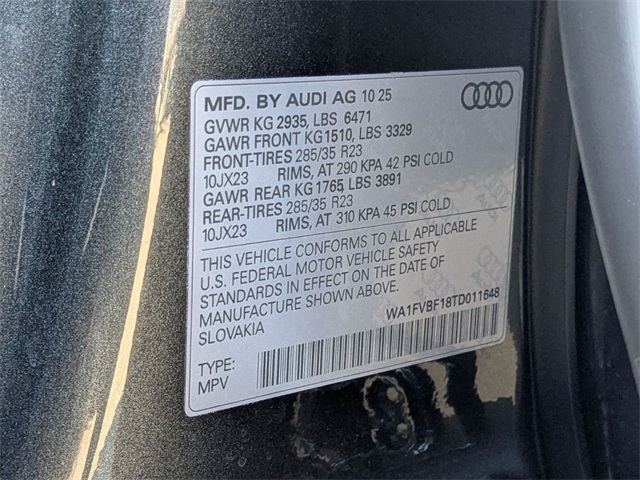 MFD. BY AUDI AG 10 25
GVWR KG 2935, LBS 6471
GAWR FRONT KG1510, LBS 3329
FRONT-TIRES 285/35 R23
10JX23 RIMS, AT 290 KPA 42 PSI COLD
GAWR REAR KG 1765, LBS 3891
REAR-TIRES 285/35 R23
10JX23 RIMS, AT 310 KPA 45 PSI COLD
THIS VEHICLE CONFORMS TO ALL APPLICABLE
U.S. FEDERAL MOTOR VEHICLE SAFETY
STANDARDS IN EFFECT ON THE DATE OF
MANUFACTURE SHOWN ABOVE.
SLOVAKIA
WA1FVBF18TD011648
TYPE:
MPV